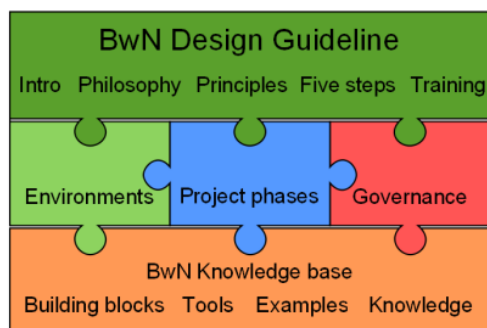 BwN Design Guideline
Intro Philosophy Principles Five steps Training
Environments Project phases Governance
BwN Knowledge base
Building blocks Tools Examples Knowledge